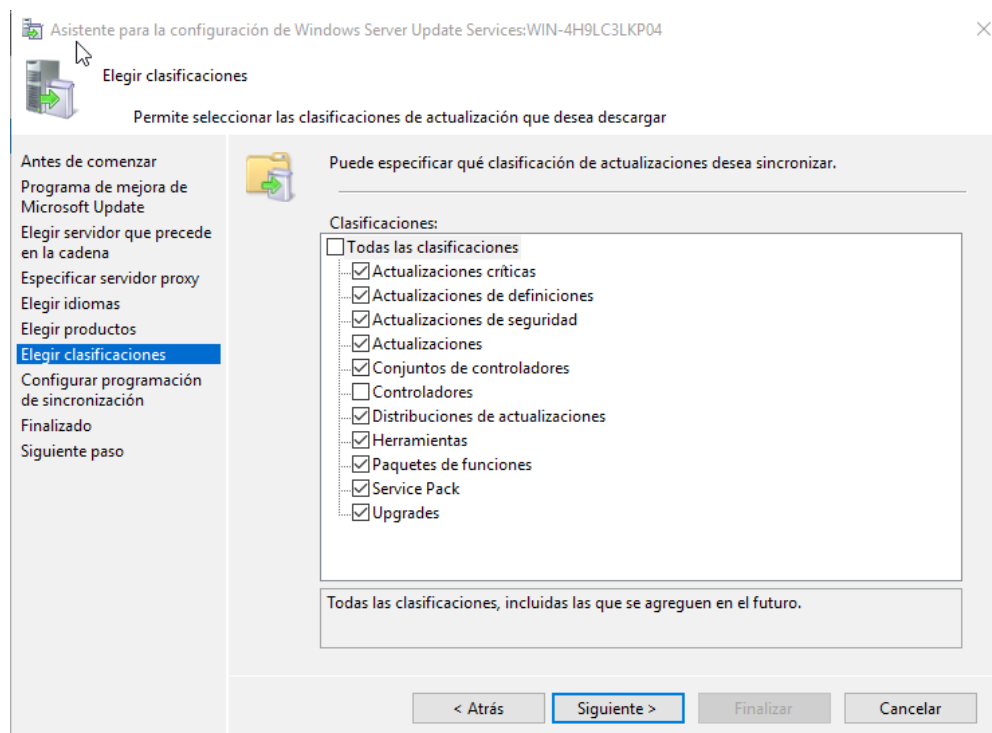 Asistente para la configuración de Windows Server Update Services:WIN-4H9LC3LKP04
Elegir clasificaciones
Permite seleccionar las clasificaciones de actualización que desea descargar
Antes de comenzar
Programa de mejora de
Microsoft Update
Elegir servidor que precede
en la cadena
Especificar servidor proxy
Elegir idiomas
Elegir productos
Elegir clasificaciones
Configurar programación
de sincronización
Finalizado
Siguiente paso
Puede especificar qué clasificación de actualizaciones desea sincronizar.
Clasificaciones:
Todas las clasificaciones
Actualizaciones críticas
Actualizaciones de definiciones
Actualizaciones de seguridad
Actualizaciones
Conjuntos de controladores
Controladores
Distribuciones de actualizaciones
Herramientas
Paquetes de funciones
Service Pack
Upgrades
Todas las clasificaciones, incluidas las que se agreguen en el futuro.
< Atrás
Siguiente >
Finalizar
Cancelar